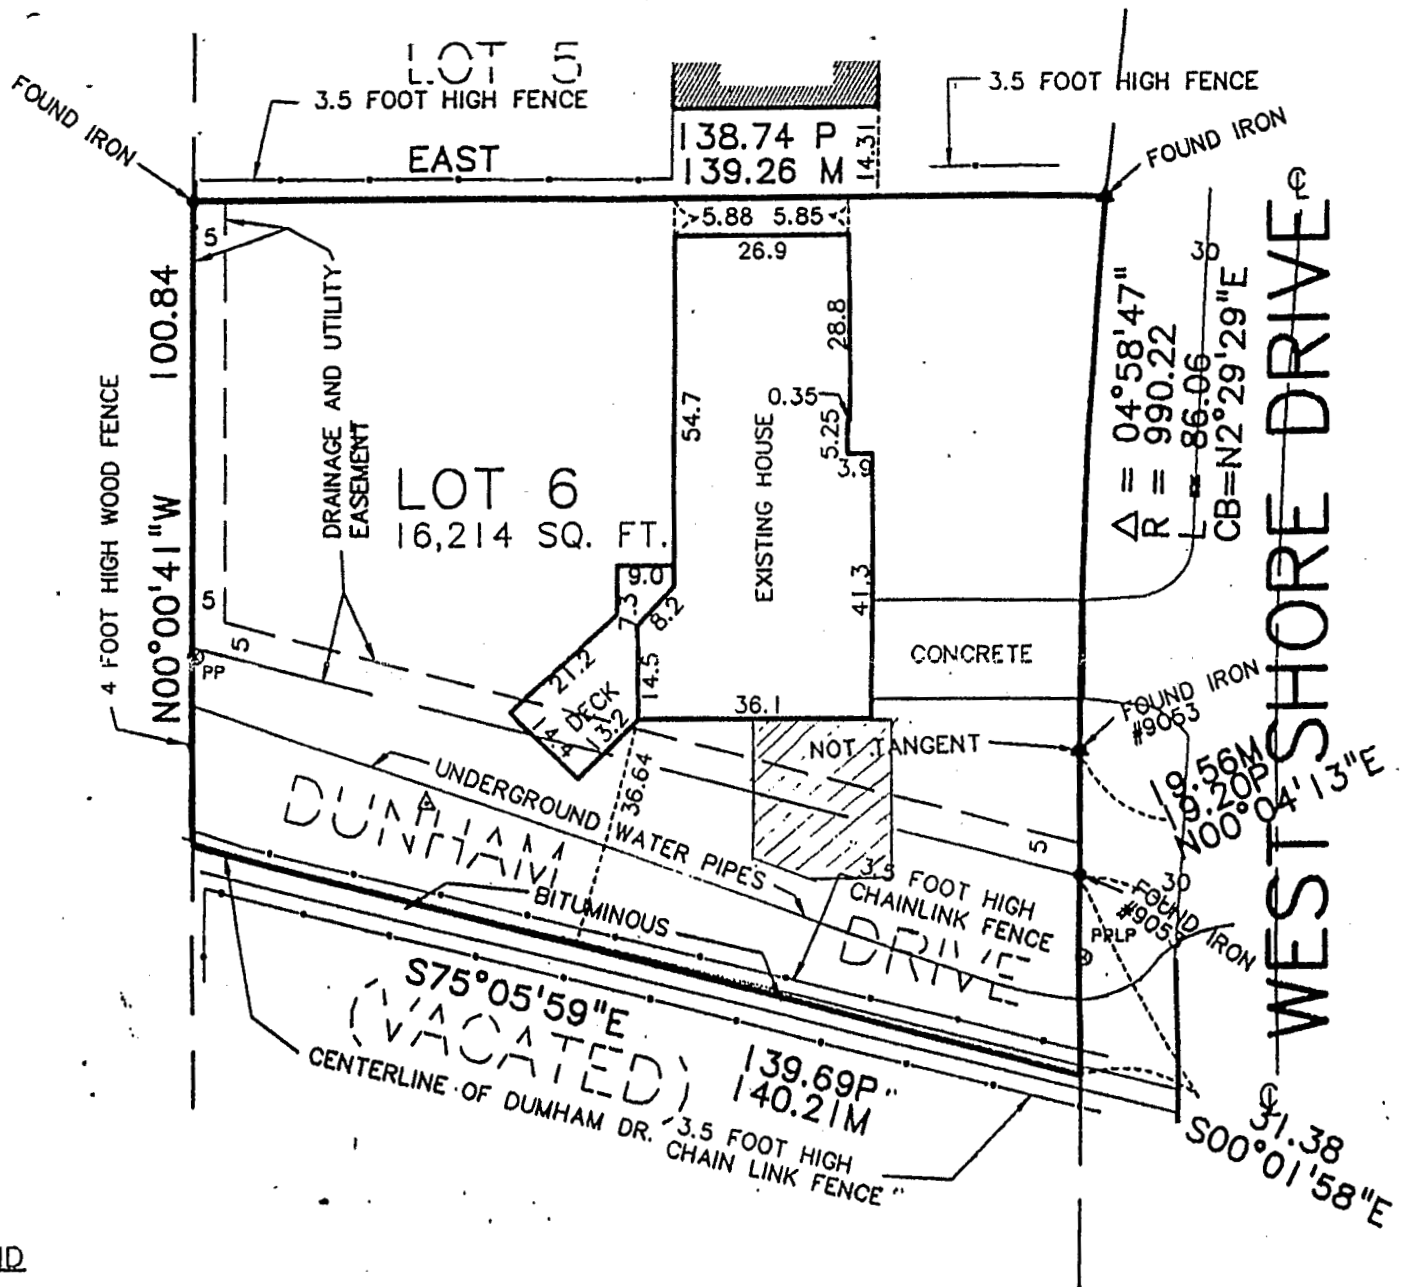 LOT 5
3.5 FOOT HIGH FENCE
3.5 FOOT HIGH FENCE
FOUND IRON
FOUND IRON
138.74 P
139.26 M
14.31
EAST
5.88 5.85
26.9
5
100.84
N00°00'41"W
4 FOOT HIGH WOOD FENCE
DRAINAGE AND UTILITY
EASEMENT
LOT 6
16,214 SQ. FT.
54.7
28.8
0.35
5.25
3.9
EXISTING HOUSE
41.3
Δ = 04°58'47"
R = 990.22
L = 86.06
CB=N2°29'29"E
30
℄
WEST SHORE DRIVE
9.0
7.3
8.2
5
5
PP
21.2
DECK
14.5
14.4
13.2
36.1
36.64
CONCRETE
NOT TANGENT
FOUND IRON
#9053
19.56M
19.20P
N00°04'13"E
UNDERGROUND WATER PIPES
DUNHAM
DRIVE
(VACATED)
BITUMINOUS
3.5 FOOT HIGH
CHAINLINK FENCE
5
30
FOUND IRON
#9053
PPLP
S75°05'59"E
139.69P"
140.21M
CENTERLINE OF DUMHAM DR.
3.5 FOOT HIGH
CHAIN LINK FENCE"
℄
31.38
S00°01'58"E